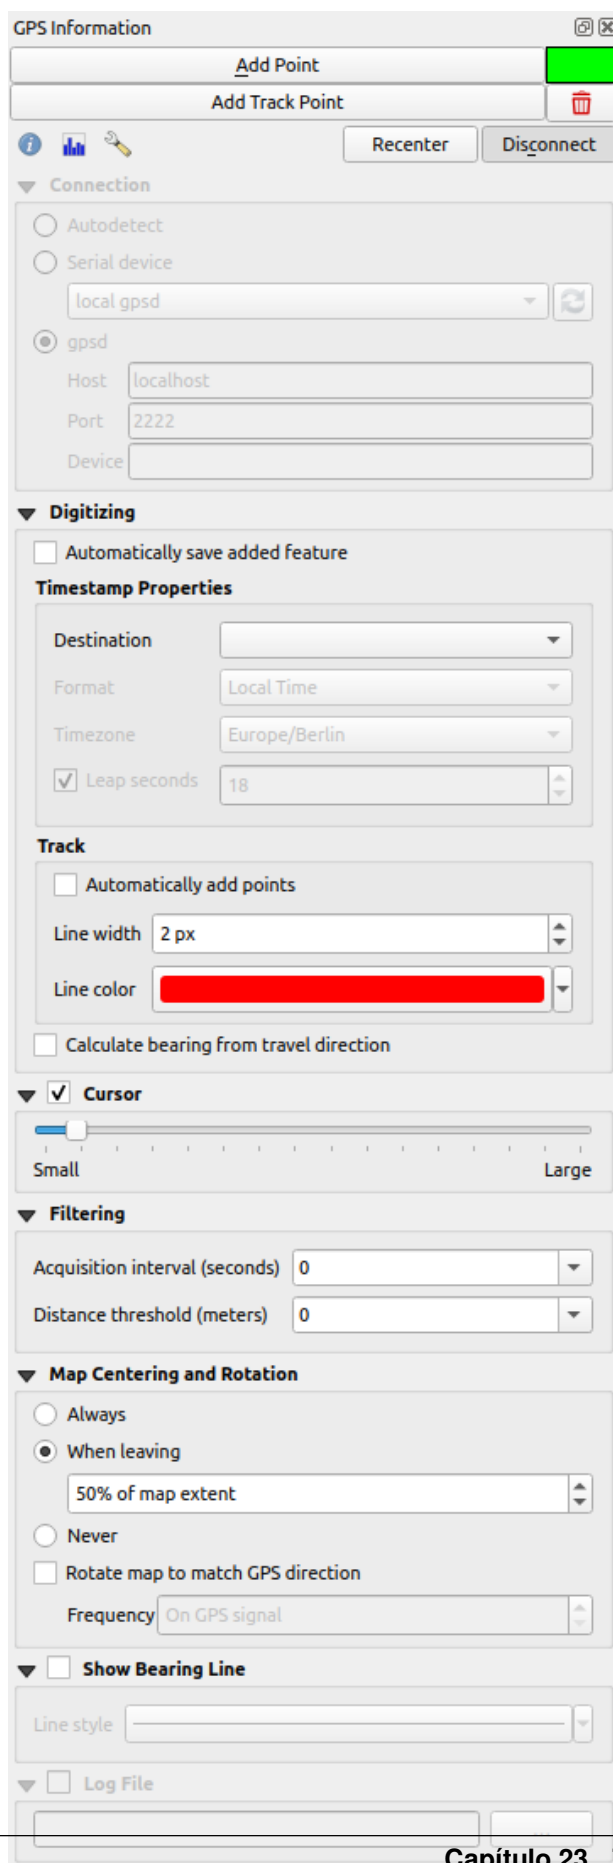 GPS Information
Add Point
Add Track Point
Recenter
Disconnect
Connection
Autodetect
Serial device
local gpsd
gpsd
Host localhost
Port 2222
Device
Digitizing
Automatically save added feature
Timestamp Properties
Destination
Format Local Time
Timezone Europe/Berlin
Leap seconds 18
Track
Automatically add points
Line width 2 px
Line color
Calculate bearing from travel direction
Cursor
Small Large
Filtering
Acquisition interval (seconds) 0
Distance threshold (meters) 0
Map Centering and Rotation
Always
When leaving
50% of map extent
Never
Rotate map to match GPS direction
Frequency On GPS signal
Show Bearing Line
Line style
Log File
...
Capítulo 23